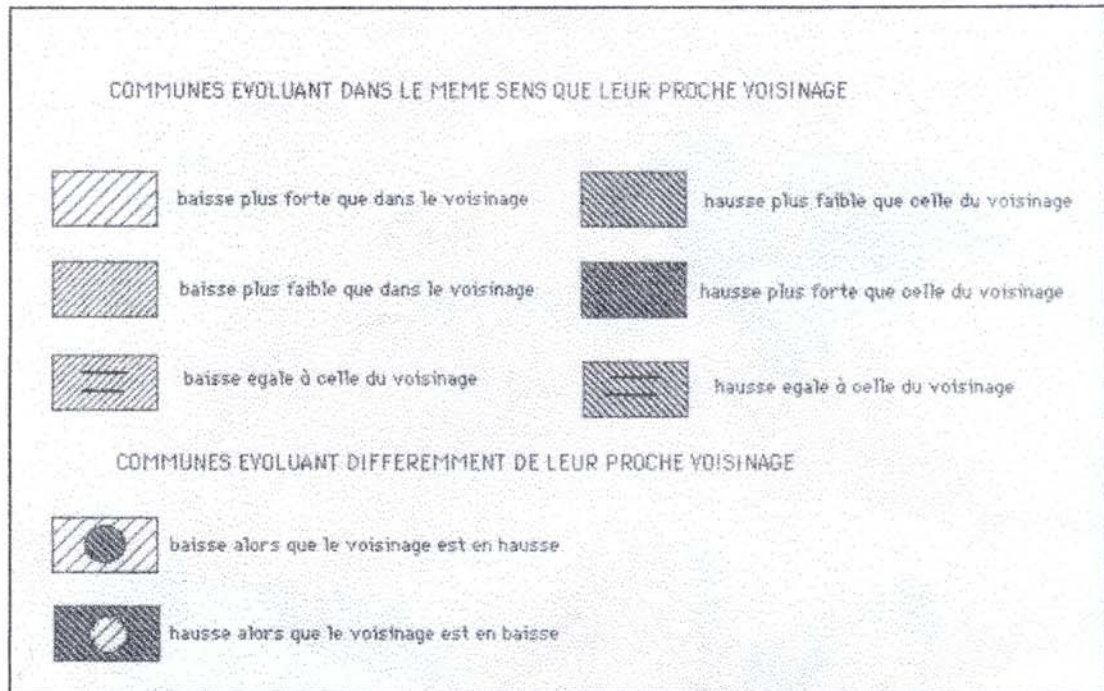 COMMUNES EVOLUANT DANS LE MEME SENS QUE LEUR PROCHE VOISINAGE
baisse plus forte que dans le voisinage
hausse plus faible que celle du voisinage
baisse plus faible que dans le voisinage
hausse plus forte que celle du voisinage
baisse egale à celle du voisinage
hausse egale à celle du voisinage
COMMUNES EVOLUANT DIFFEREMMENT DE LEUR PROCHE VOISINAGE
baisse alors que le voisinage est en hausse
hausse alors que le voisinage est en baisse